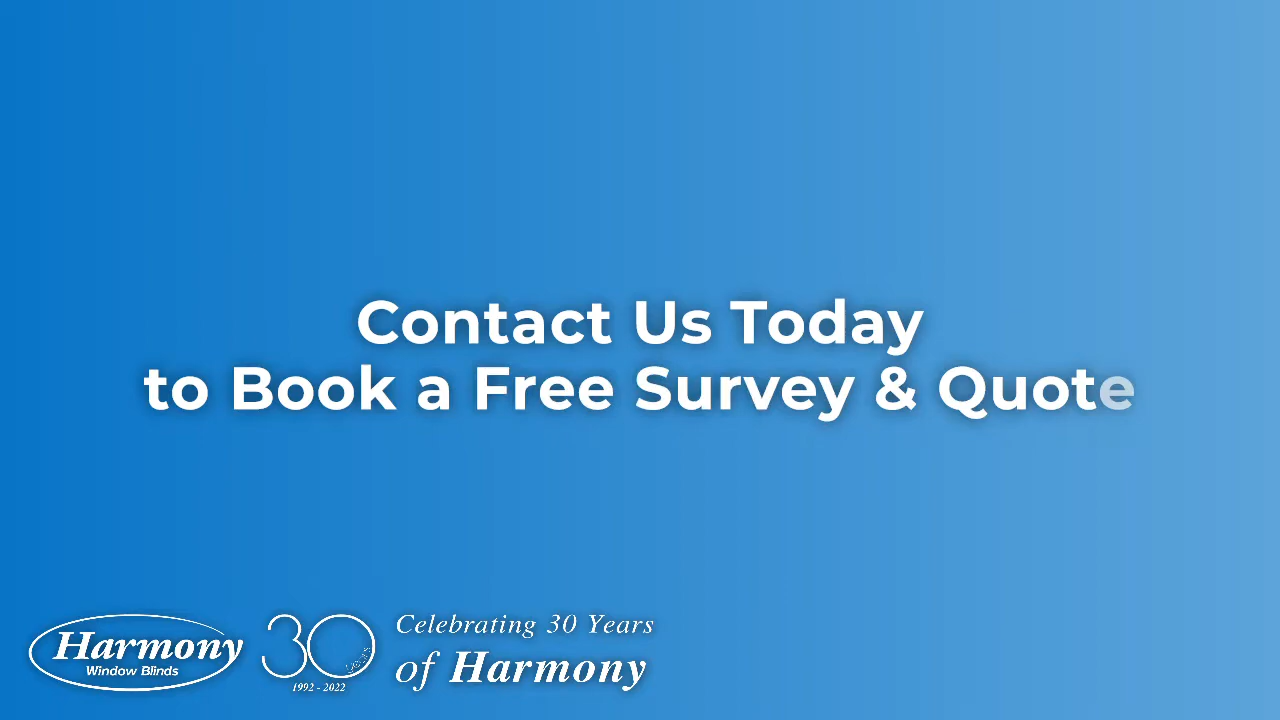 Contact Us Today
to Book a Free Survey & Quote
Harmony
Window Blinds
30
years
1992 - 2022
Celebrating 30 Years
of Harmony